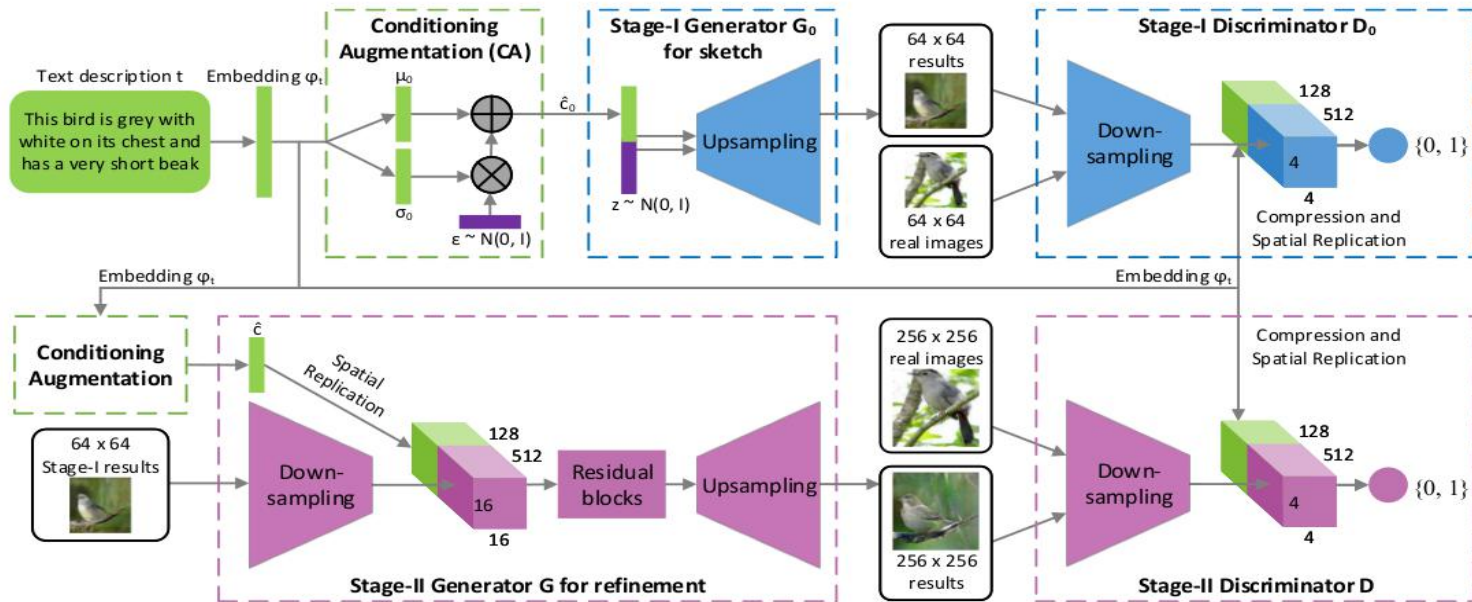 Text description t
This bird is grey with
white on its chest and
has a very short beak
Embedding φt
Conditioning
Augmentation (CA)
μ₀
σ₀
ε ~ N(0, I)
ĉ₀
Stage-I Generator G₀
for sketch
z ~ N(0, I)
Upsampling
64 x 64
results
64 x 64
real images
Stage-I Discriminator D₀
Down-
sampling
128
512
4
4
{0, 1}
Compression and
Spatial Replication
Embedding φt
Embedding φt
Conditioning
Augmentation
64 x 64
Stage-I results
ĉ
Spatial
Replication
Down-
sampling
128
512
16
16
Residual
blocks
Upsampling
Stage-II Generator G for refinement
256 x 256
real images
256 x 256
results
Compression and
Spatial Replication
Down-
sampling
128
512
4
4
{0, 1}
Stage-II Discriminator D